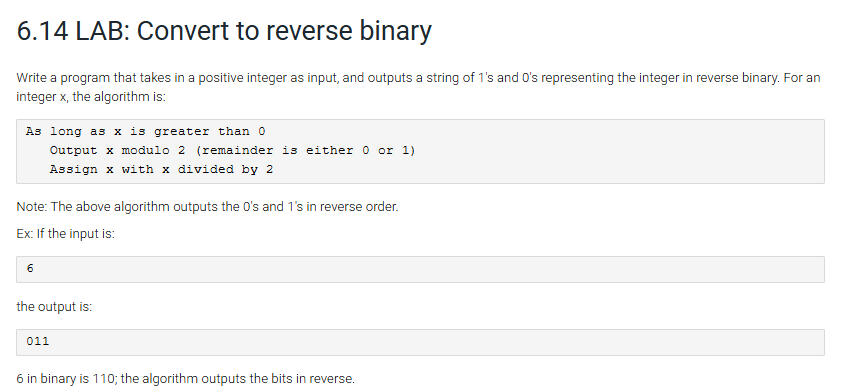 6.14 LAB: Convert to reverse binary
Write a program that takes in a positive integer as input, and outputs a string of 1's and 0's representing the integer in reverse binary. For an
integer x, the algorithm is:
As long as x is greater than 0
Output x modulo 2 (remainder is either 0 or 1)
Assign x with x divided by 2
Note: The above algorithm outputs the 0's and 1's in reverse order.
Ex: If the input is:
6
the output is:
011
6 in binary is 110; the algorithm outputs the bits in reverse.